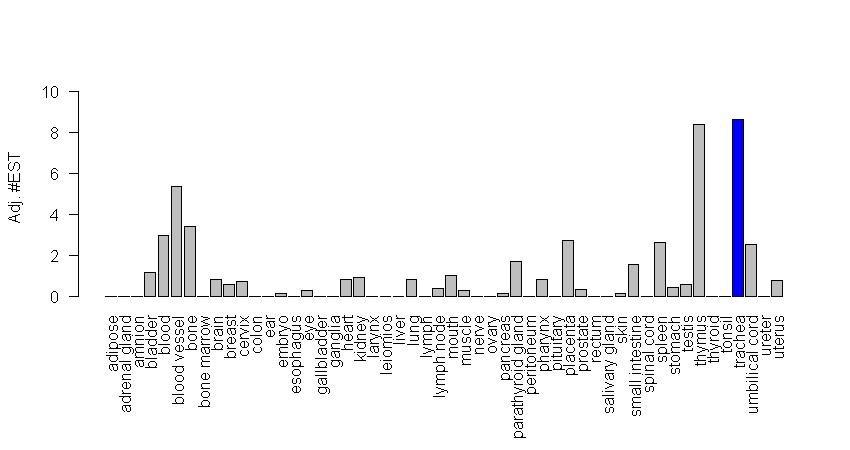 Adj. #EST
10
8
6
4
2
0
adipose
adrenal gland
amnion
bladder
blood
blood vessel
bone
bone marrow
brain
breast
cervix
colon
ear
embryo
esophagus
eye
gallbladder
ganglia
heart
kidney
larynx
leiomios
liver
lung
lymph
lymph node
mouth
muscle
nerve
ovary
pancreas
parathyroid gland
peritoneum
pharynx
pituitary
placenta
prostate
rectum
salivary gland
skin
small intestine
spinal cord
spleen
stomach
testis
thymus
thyroid
tonsil
trachea
umbilical cord
ureter
uterus